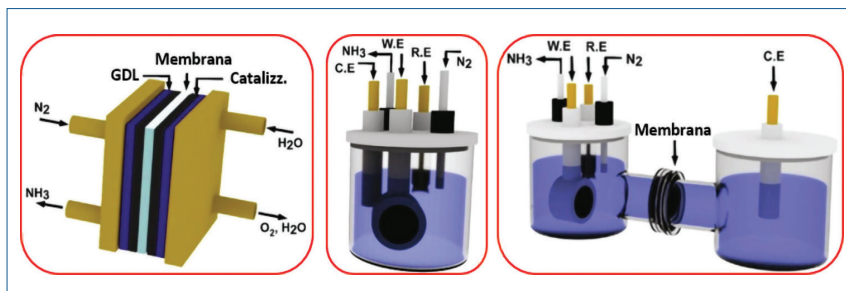 Membrana
GDL
Catalizz.
N2
H2O
NH3
O2, H2O
W.E
NH3
R.E
N2
C.E
W.E R.E
NH3
N2
C.E
Membrana